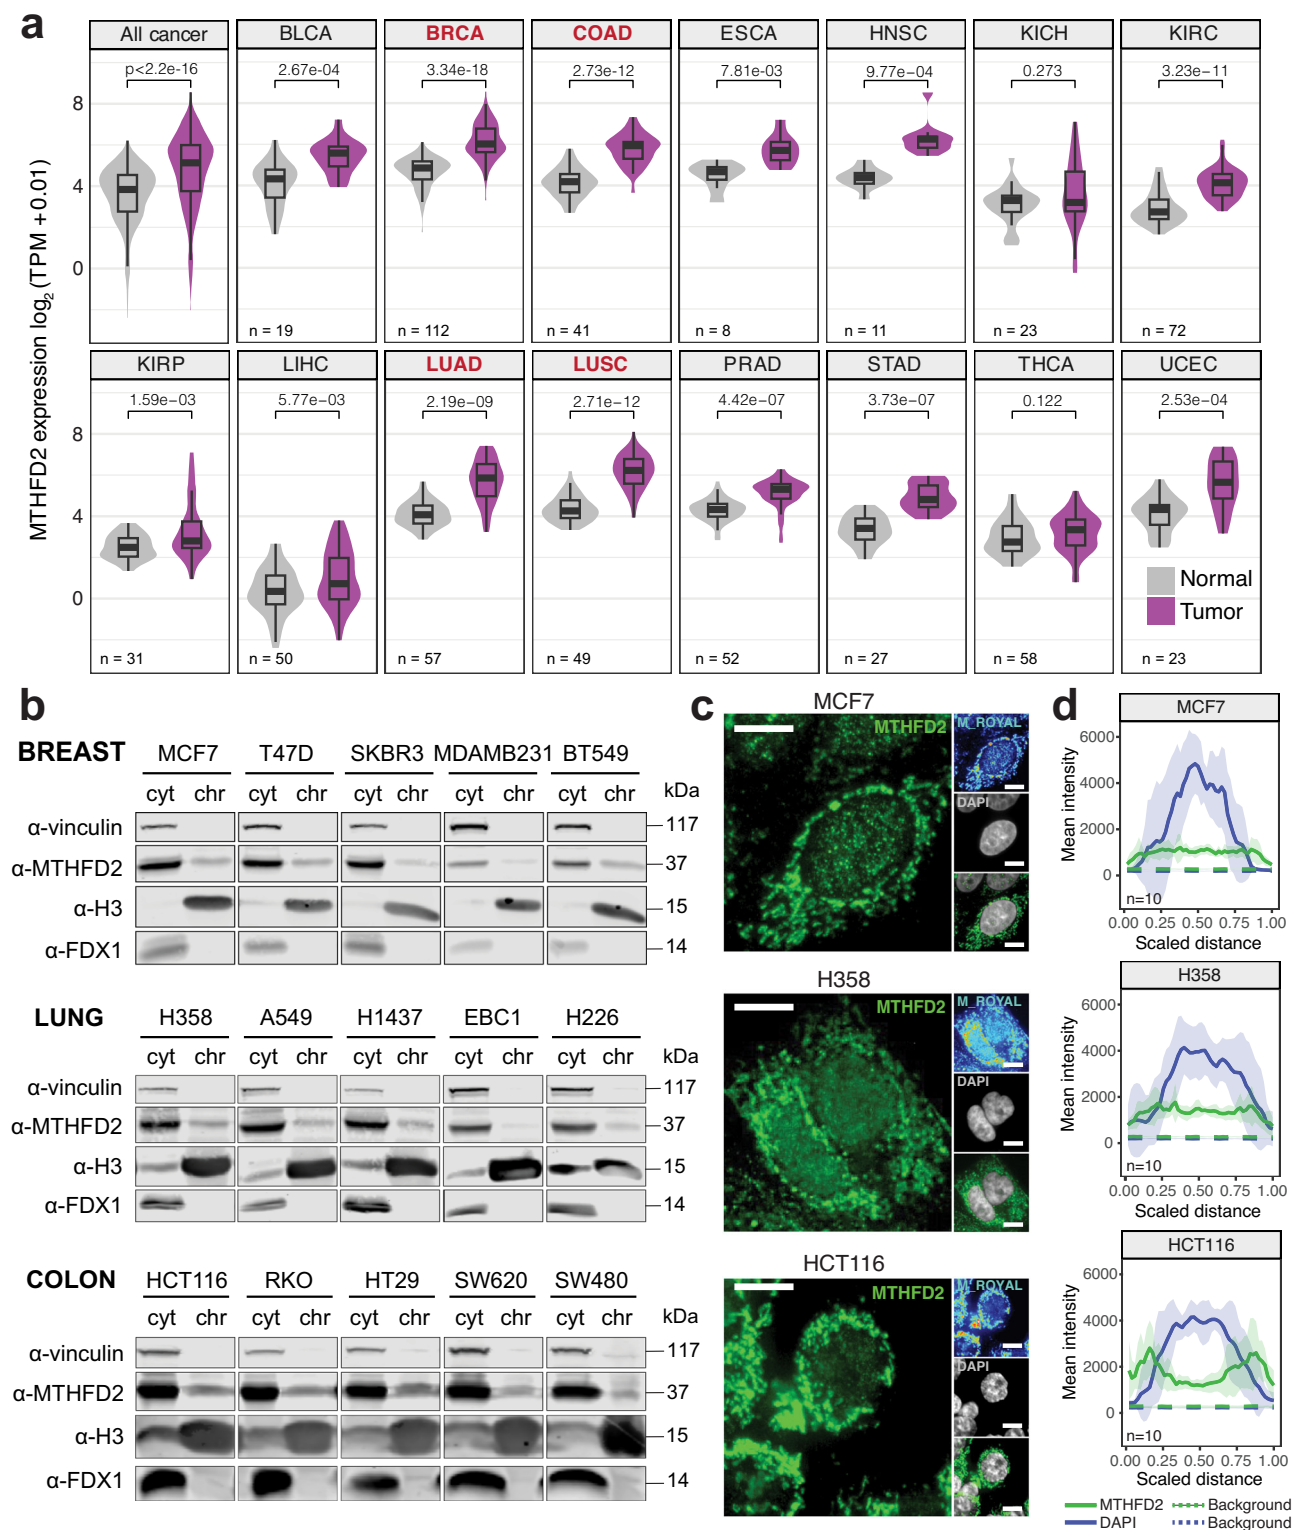 a
All cancer BLCA BRCA COAD ESCA HNSC KICH KIRC
p<2.2e-16 2.67e-04 3.34e-18 2.73e-12 7.81e-03 9.77e-04 0.273 3.23e-11
8
4
0
n = 19 n = 112 n = 41 n = 8 n = 11 n = 23 n = 72
MTHFD2 expression log2(TPM +0.01)
KIRP LIHC LUAD LUSC PRAD STAD THCA UCEC
1.59e-03 5.77e-03 2.19e-09 2.71e-12 4.42e-07 3.73e-07 0.122 2.53e-04
8
4
0
Normal
Tumor
n = 31 n = 50 n = 57 n = 49 n = 52 n = 27 n = 58 n = 23
b
BREAST MCF7 T47D SKBR3 MDAMB231 BT549
cyt chr cyt chr cyt chr cyt chr cyt chr kDa
α-vinculin 117
α-MTHFD2 37
α-H3 15
α-FDX1 14
LUNG H358 A549 H1437 EBC1 H226
cyt chr cyt chr cyt chr cyt chr cyt chr kDa
α-vinculin 117
α-MTHFD2 37
α-H3 15
α-FDX1 14
COLON HCT116 RKO HT29 SW620 SW480
cyt chr cyt chr cyt chr cyt chr cyt chr kDa
α-vinculin 117
α-MTHFD2 37
α-H3 15
α-FDX1 14
c
MCF7
MTHFD2 M_ROYAL
DAPI
H358
MTHFD2 M_ROYAL
DAPI
HCT116
MTHFD2 M_ROYAL
DAPI
d
MCF7
6000
4000
2000
0
Mean intensity
n=10
0.00 0.25 0.50 0.75 1.00
Scaled distance
H358
6000
4000
2000
0
Mean intensity
n=10
0.00 0.25 0.50 0.75 1.00
Scaled distance
HCT116
6000
4000
2000
0
Mean intensity
n=10
0.00 0.25 0.50 0.75 1.00
Scaled distance
MTHFD2 Background
DAPI Background